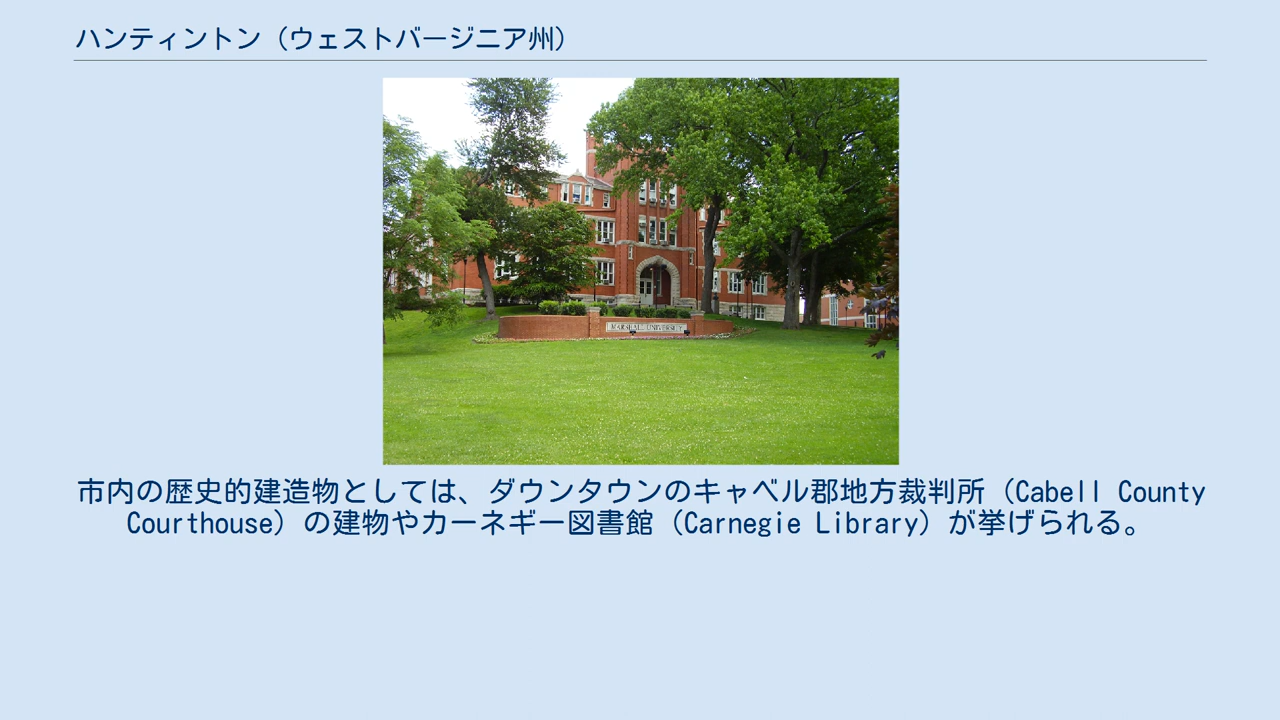 ハンティントン（ウェストバージニア州）
MARSHALL UNIVERSITY
市内の歴史的建造物としては、ダウンタウンのキャベル郡地方裁判所（Cabell County
Courthouse）の建物やカーネギー図書館（Carnegie Library）が挙げられる。